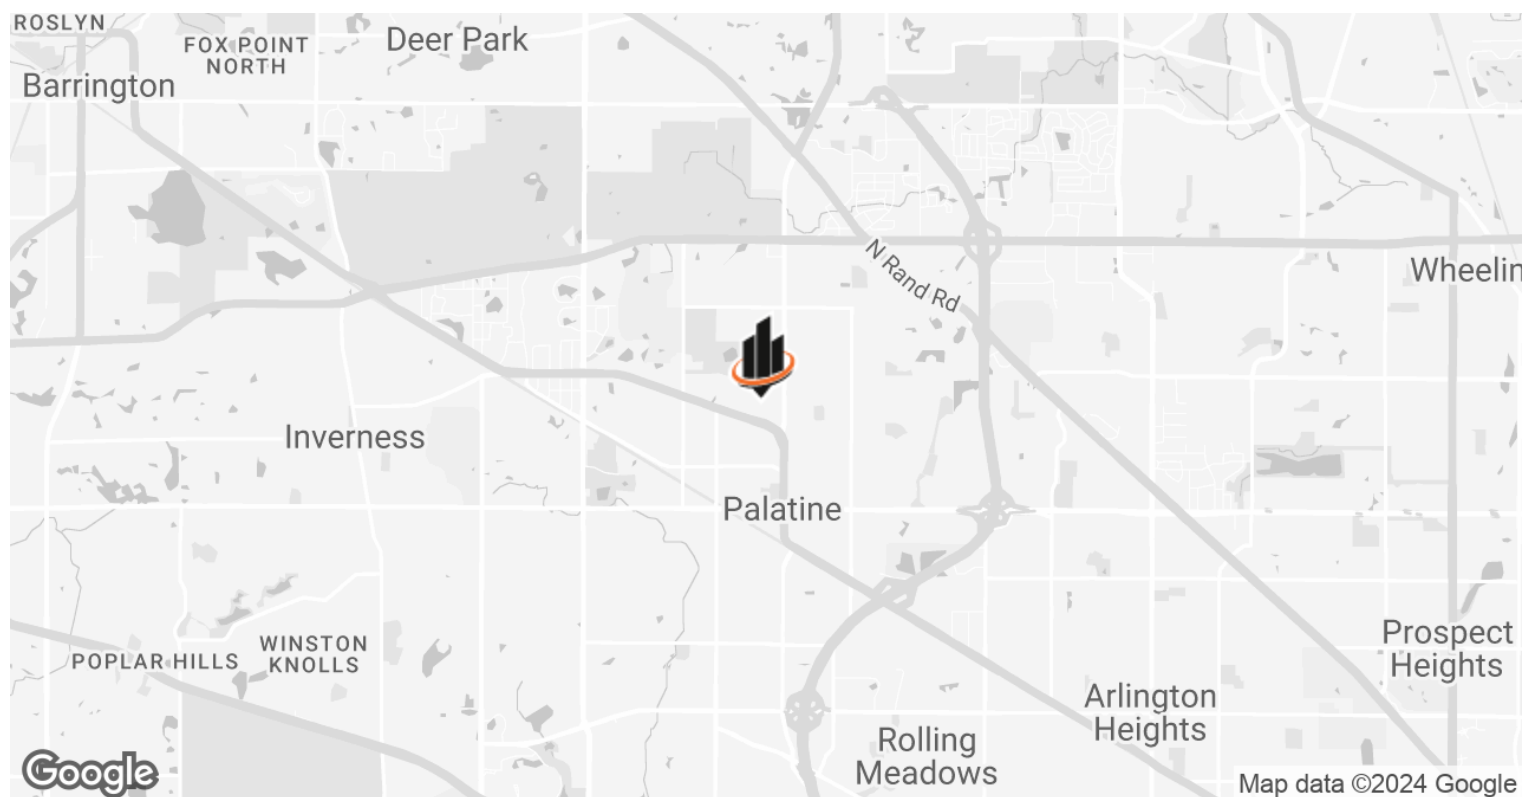 ROSLYN
FOX POINT
NORTH
Deer Park
Barrington
N Rand Rd
Wheelin
Inverness
Palatine
WINSTON
KNOLLS
POPLAR HILLS
Prospect
Heights
Arlington
Heights
Rolling
Meadows
Google
Map data ©2024 Google